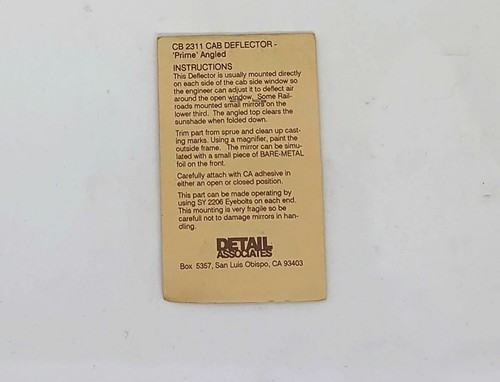 CB 2311 CAB DEFLECTOR -
'Prime' Angled
INSTRUCTIONS
This Deflector is usually mounted directly
on each side of the cab side window so
the engineer can adjust it to deflect air
around the open window. Some Rail-
roads mounted small mirrors on the
lower third. The angled top clears the
sunshade when folded down.
Trim part from sprue and clean up cast-
ing marks. Using a magnifier, paint the
outside frame. The mirror can be simu-
lated with a small piece of BARE-METAL
foil on the front.
Carefully attach with CA adhesive in
either an open or closed position.
This part can be made operating by
using SY 2206 Eyebolts on each end.
This mounting is very fragile so be
carefull not to damage mirrors in han-
dling.
DETAIL
ASSOCIATES
Box 5357, San Luis Obispo, CA 93403